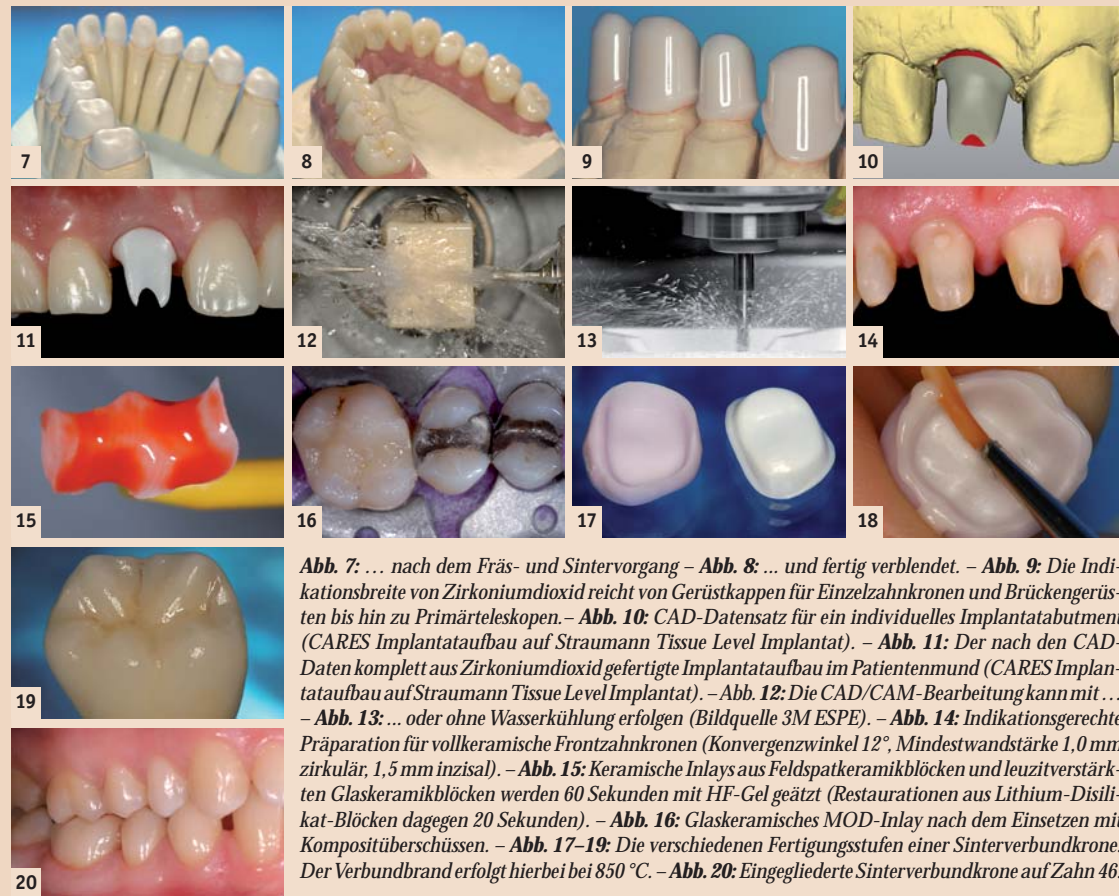 7
8
9
10
11
12
13
14
15
16
17
18
19
20
Abb. 7: … nach dem Fräs- und Sintervorgang – Abb. 8: ... und fertig verblendet. – Abb. 9: Die Indi-
kationsbreite von Zirkoniumdioxid reicht von Gerüstkappen für Einzelzahnkronen und Brückengerüs-
ten bis hin zu Primärteleskopen.– Abb. 10: CAD-Datensatz für ein individuelles Implantatabutment
(CARES Implantataufbau auf Straumann Tissue Level Implantat). – Abb. 11: Der nach den CAD-
Daten komplett aus Zirkoniumdioxid gefertigte Implantataufbau im Patientenmund (CARES Implan-
tataufbau auf Straumann Tissue Level Implantat). – Abb. 12: Die CAD/CAM-Bearbeitung kann mit …
– Abb. 13: ... oder ohne Wasserkühlung erfolgen (Bildquelle 3M ESPE). – Abb. 14: Indikationsgerechte
Präparation für vollkeramische Frontzahnkronen (Konvergenzwinkel 12°, Mindestwandstärke 1,0 mm
zirkulär, 1,5 mm inzisal). – Abb. 15: Keramische Inlays aus Feldspatkeramikblöcken und leuzitverstärk-
ten Glaskeramikblöcken werden 60 Sekunden mit HF-Gel geätzt (Restaurationen aus Lithium-Disili-
kat-Blöcken dagegen 20 Sekunden). – Abb. 16: Glaskeramisches MOD-Inlay nach dem Einsetzen mit
Kompositüberschüssen. – Abb. 17–19: Die verschiedenen Fertigungsstufen einer Sinterverbundkrone.
Der Verbundbrand erfolgt hierbei bei 850 °C. – Abb. 20: Eingegliederte Sinterverbundkrone auf Zahn 46.